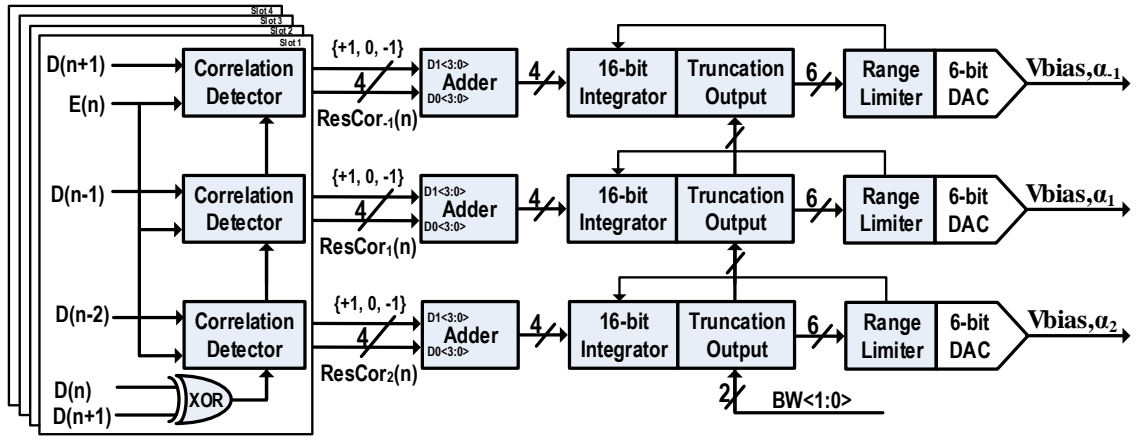 Slot 4
Slot 3
Slot 2
Slot 1
D(n+1)
E(n)
Correlation
Detector
{+1, 0, -1}
4
ResCor-1(n)
D1<3:0>
Adder
D0<3:0>
4
16-bit
Integrator
Truncation
Output
6
Range
Limiter
6-bit
DAC
Vbias,α-1
D(n-1)
Correlation
Detector
{+1, 0, -1}
4
ResCor1(n)
D1<3:0>
Adder
D0<3:0>
4
16-bit
Integrator
Truncation
Output
6
Range
Limiter
6-bit
DAC
Vbias,α1
D(n-2)
Correlation
Detector
{+1, 0, -1}
4
ResCor2(n)
D1<3:0>
Adder
D0<3:0>
4
16-bit
Integrator
Truncation
Output
6
Range
Limiter
6-bit
DAC
Vbias,α2
D(n)
D(n+1)
XOR
2
BW<1:0>